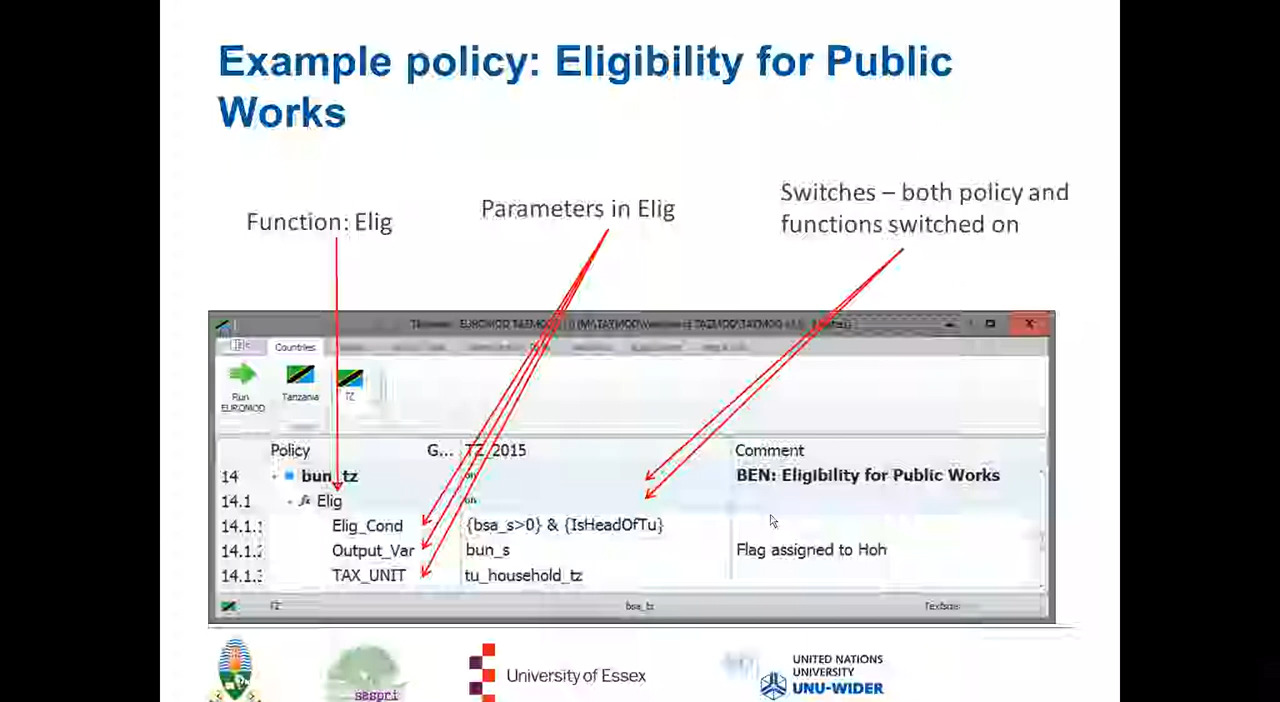 Example policy: Eligibility for Public
Works
Switches – both policy and
functions switched on
Parameters in Elig
Function: Elig
Countries
Run
EUROMOD
Tanzania
TZ
Policy G... TZ_2015 Comment
14 bun_tz on BEN: Eligibility for Public Works
14.1 fx Elig on
14.1.1 Elig_Cond {bsa_s>0} & {IsHeadOfTu}
14.1.2 Output_Var bun_s Flag assigned to HoH
14.1.3 TAX_UNIT tu_household_tz
TZ bsa_tz Textsize
saspri
University of Essex
UNITED NATIONS
UNIVERSITY
UNU-WIDER